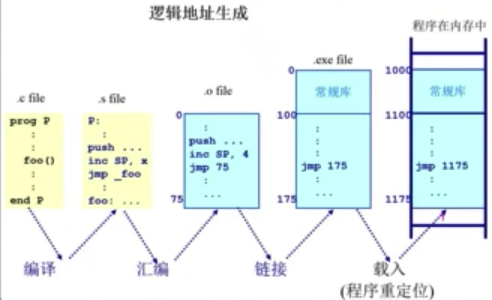 逻辑地址生成
程序在内存中
.c file
.s file
.o file
.exe file
prog P
:
:
foo()
:
:
end P
P:
:
push ...
inc SP, x
jmp _foo
:
foo: ...
0
75
:
push ...
inc SP, 4
jmp 75
:
...
0
100
175
常规库
:
:
:
jmp 175
:
...
1000
1100
1175
常规库
:
:
:
jmp 1175
:
...
编译
汇编
链接
载入
(程序重定位)